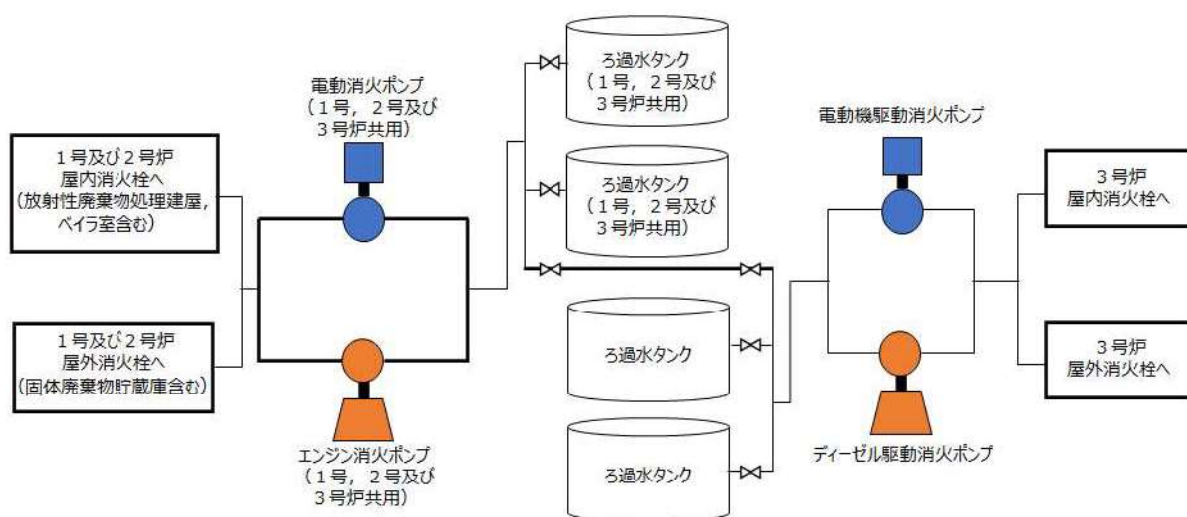 電動消火ポンプ
（１号，２号及び
３号炉共用）
１号及び２号炉
屋内消火栓へ
(放射性廃棄物処理建屋,
ベイラ室含む)
１号及び２号炉
屋外消火栓へ
(固体廃棄物貯蔵庫含む)
エンジン消火ポンプ
（１号，２号及び
３号炉共用）
ろ過水タンク
（１号，２号及び
３号炉共用）
ろ過水タンク
（１号，２号及び
３号炉共用）
ろ過水タンク
ろ過水タンク
電動機駆動消火ポンプ
ディーゼル駆動消火ポンプ
３号炉
屋内消火栓へ
３号炉
屋外消火栓へ